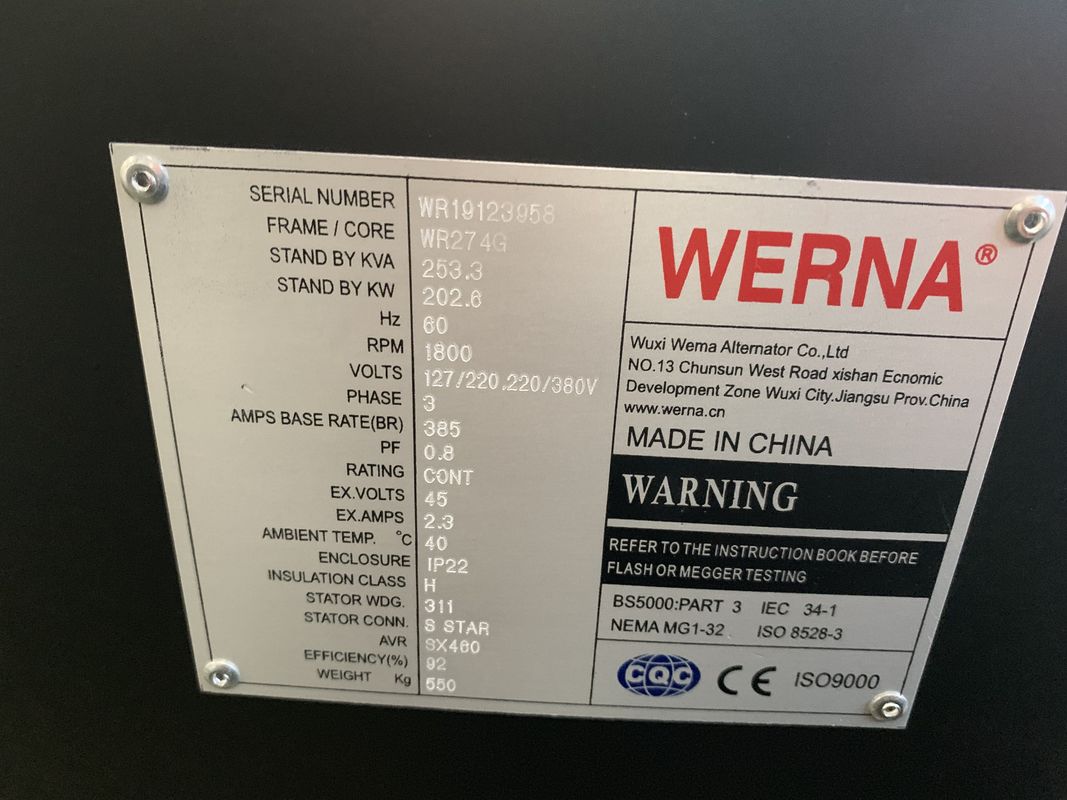 SERIAL NUMBER WR19123958
FRAME / CORE WR274G
STAND BY KVA 253.3
STAND BY KW 202.6
Hz 60
RPM 1800
VOLTS 127/220.220/380V
PHASE 3
AMPS BASE RATE(BR) 385
PF 0.8
RATING CONT
EX.VOLTS 45
EX.AMPS 2.3
AMBIENT TEMP. °C 40
ENCLOSURE IP22
INSULATION CLASS H
STATOR WDG. 311
STATOR CONN. S STAR
AVR SX460
EFFICIENCY(%) 92
WEIGHT Kg 550
WERNA®
Wuxi Werna Alternator Co.,Ltd
NO.13 Chunsun West Road xishan Ecnomic
Development Zone Wuxi City.Jiangsu Prov.China
www.werna.cn
MADE IN CHINA
WARNING
REFER TO THE INSTRUCTION BOOK BEFORE
FLASH OR MEGGER TESTING
BS5000:PART 3 IEC 34-1
NEMA MG1-32 ISO 8528-3
CQC CE ISO9000